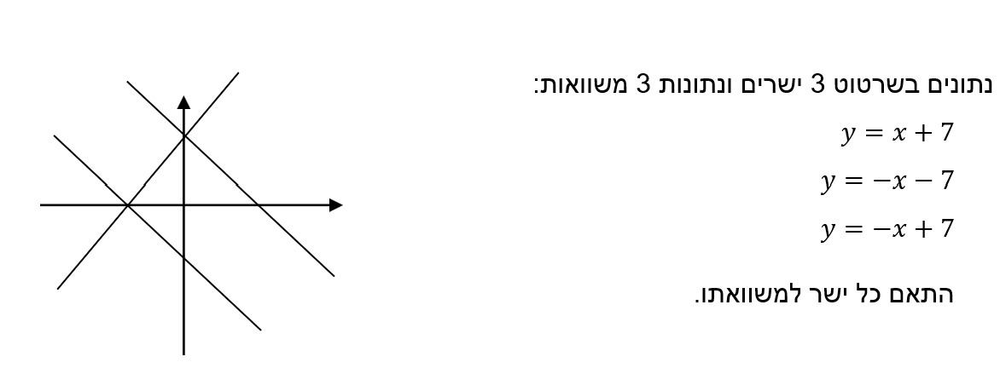 נתונים בשרטוט 3 ישרים ונתונות 3 משוואות:
y = x + 7
y = −x − 7
y = −x + 7
התאם כל ישר למשוואתו.